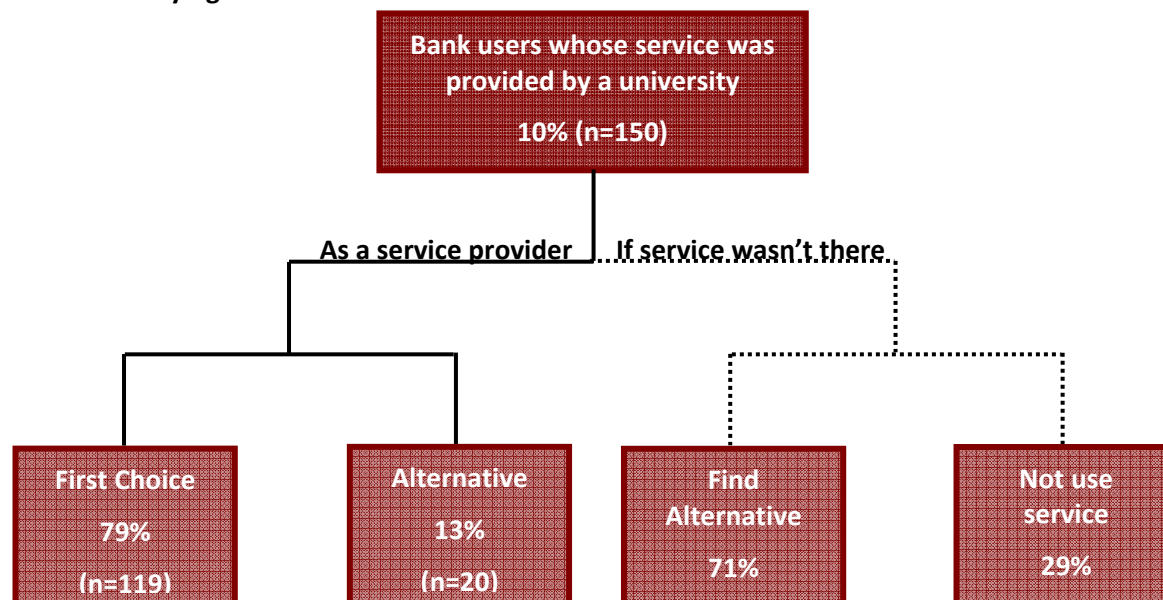 Bank users whose service was
provided by a university
10% (n=150)
As a service provider
If service wasn't there
First Choice
79%
(n=119)
Alternative
13%
(n=20)
Find
Alternative
71%
Not use
service
29%